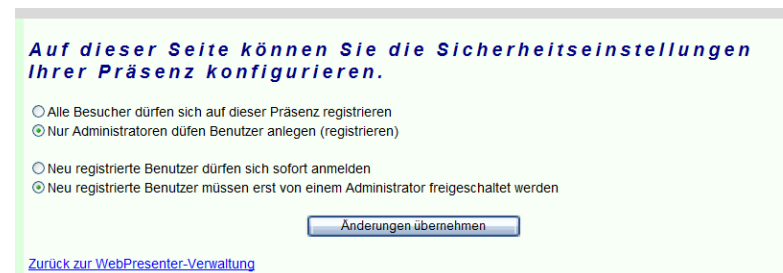 Auf dieser Seite können Sie die Sicherheitseinstellungen
Ihrer Präsenz konfigurieren.
Alle Besucher dürfen sich auf dieser Präsenz registrieren
Nur Administratoren düfen Benutzer anlegen (registrieren)
Neu registrierte Benutzer dürfen sich sofort anmelden
Neu registrierte Benutzer müssen erst von einem Administrator freigeschaltet werden
Änderungen übernehmen
Zurück zur WebPresenter-Verwaltung